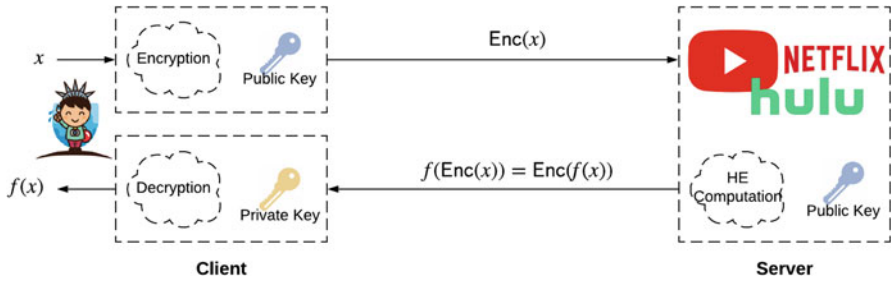 x
Encryption
Public Key
Enc(x)
NETFLIX
hulu
f(x)
Decryption
Private Key
f(Enc(x)) = Enc(f(x))
HE
Computation
Public Key
Client
Server